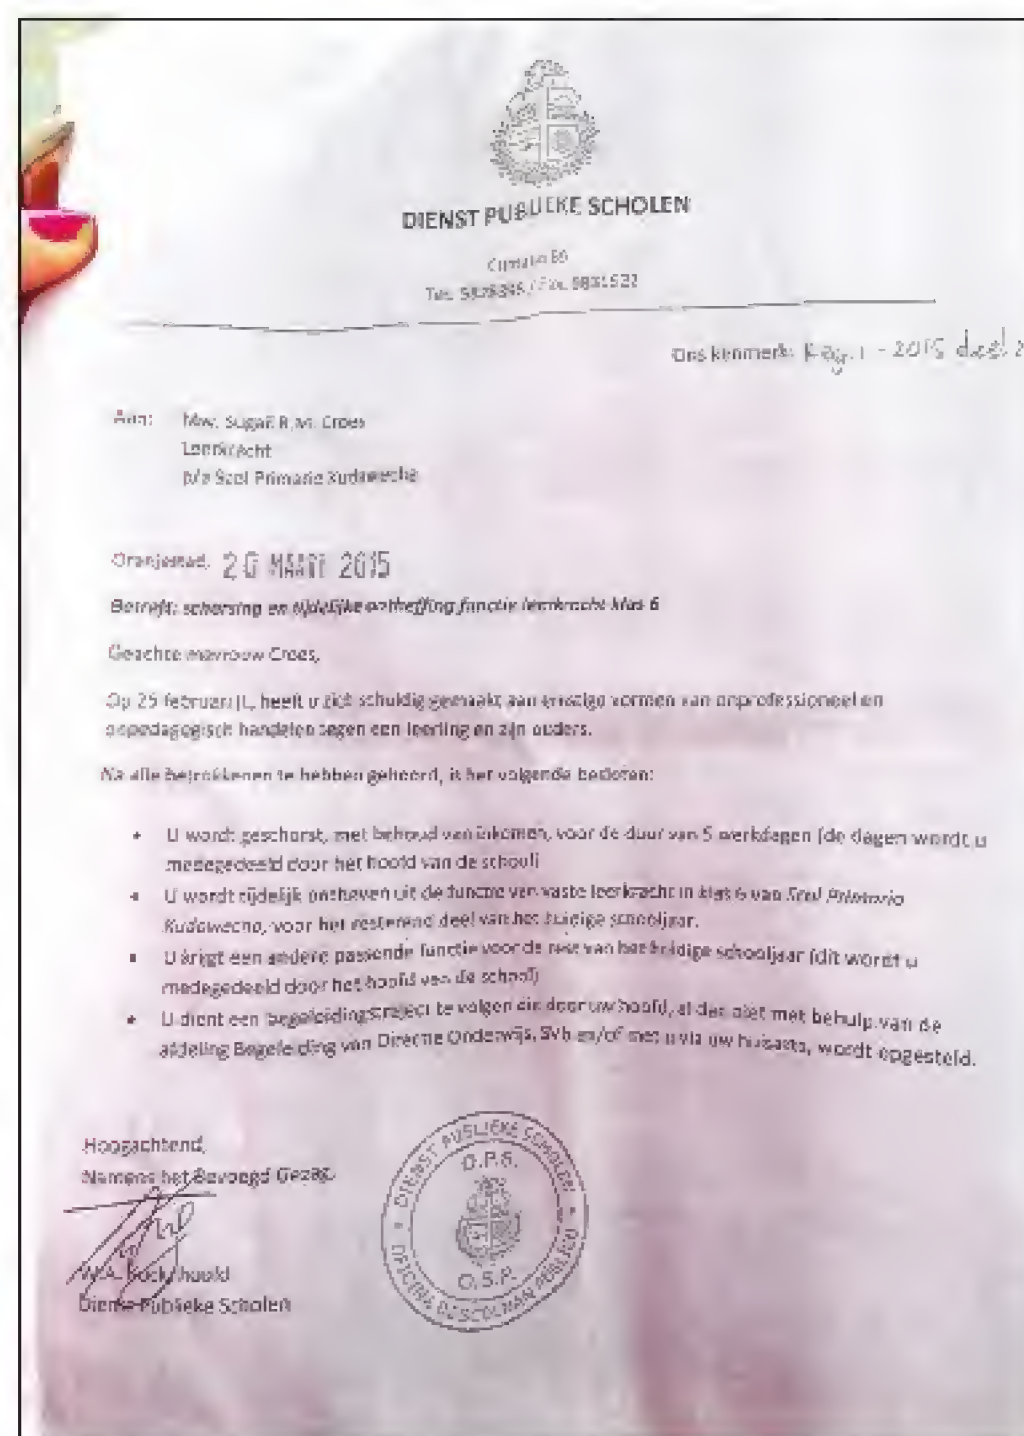 DIENST PUBLIEKE SCHOLEN
Ons kenmerk: 2015 deel 2
Aan: Mw. R.M. Croes
Leerkracht
Scol Primario Kudawecha
Oranjestad, MAART 2015
Betreft: schorsing en tijdelijke ontheffing functie leerkracht klas 6
Geachte mevrouw Croes,
Op februari jl. heeft u zich schuldig gemaakt aan ernstige vormen van onprofessioneel en
onpedagogisch handelen tegen een leerling en zijn ouders.
Na alle betrokkenen te hebben gehoord, is het volgende besloten:
• U wordt geschorst, met behoud van inkomen, voor de duur van 5 werkdagen (de dagen wordt u
medegedeeld door het hoofd van de school)
• U wordt tijdelijk ontheven uit de functie van vaste leerkracht in klas 6 van Scol Primario
Kudawecha, voor het resterend deel van het huidige schooljaar.
• U krijgt een andere passende functie voor de rest van het huidige schooljaar (dit wordt u
medegedeeld door het hoofd van de school)
• U dient een begeleidingstraject te volgen die door uw hoofd, al dan niet met behulp van de
afdeling Begeleiding van Directie Onderwijs, SVb en/of met u via uw huisarts, wordt opgesteld.
Hoogachtend,
Namens het Bevoegd Gezag
hoofd
Dienst Publieke Scholen
DIENST PUBLIEKE SCHOLEN
D.P.S.
O.S.P.
OFICINA DI SCOLNAN PUBLICO